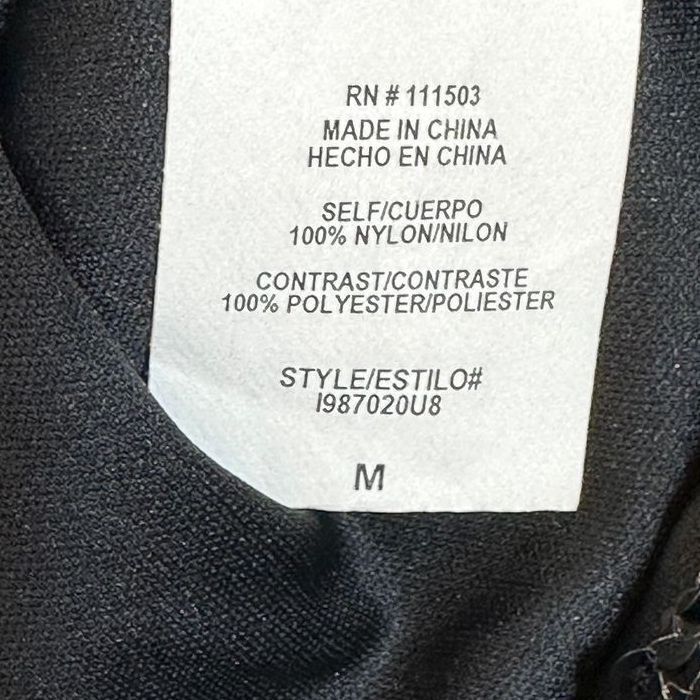 RN # 111503
MADE IN CHINA
HECHO EN CHINA
SELF/CUERPO
100% NYLON/NILON
CONTRAST/CONTRASTE
100% POLYESTER/POLIESTER
STYLE/ESTILO#
I987020U8
M